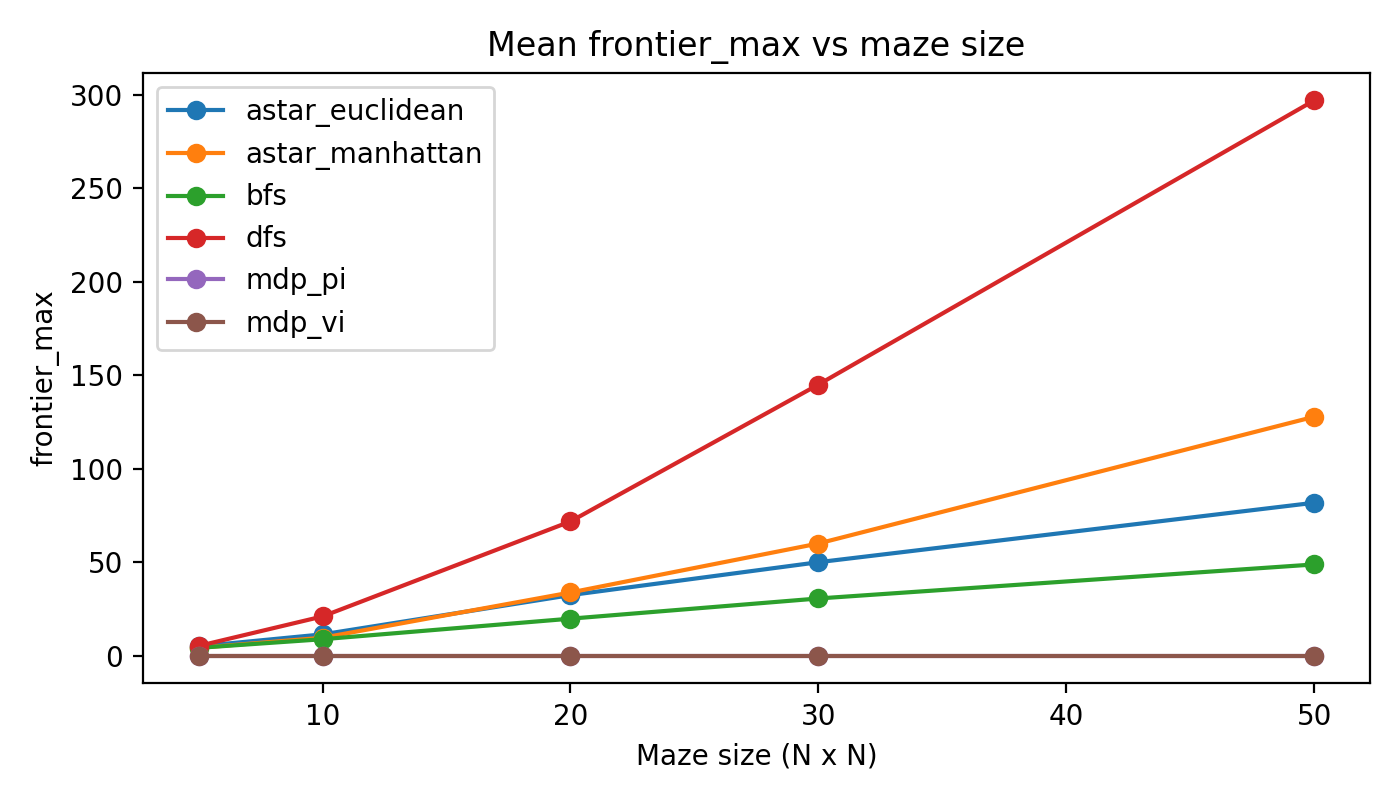 Mean frontier_max vs maze size
astar_euclidean
astar_manhattan
bfs
dfs
mdp_pi
mdp_vi
frontier_max
300
250
200
150
100
50
0
10
20
30
40
50
Maze size (N x N)